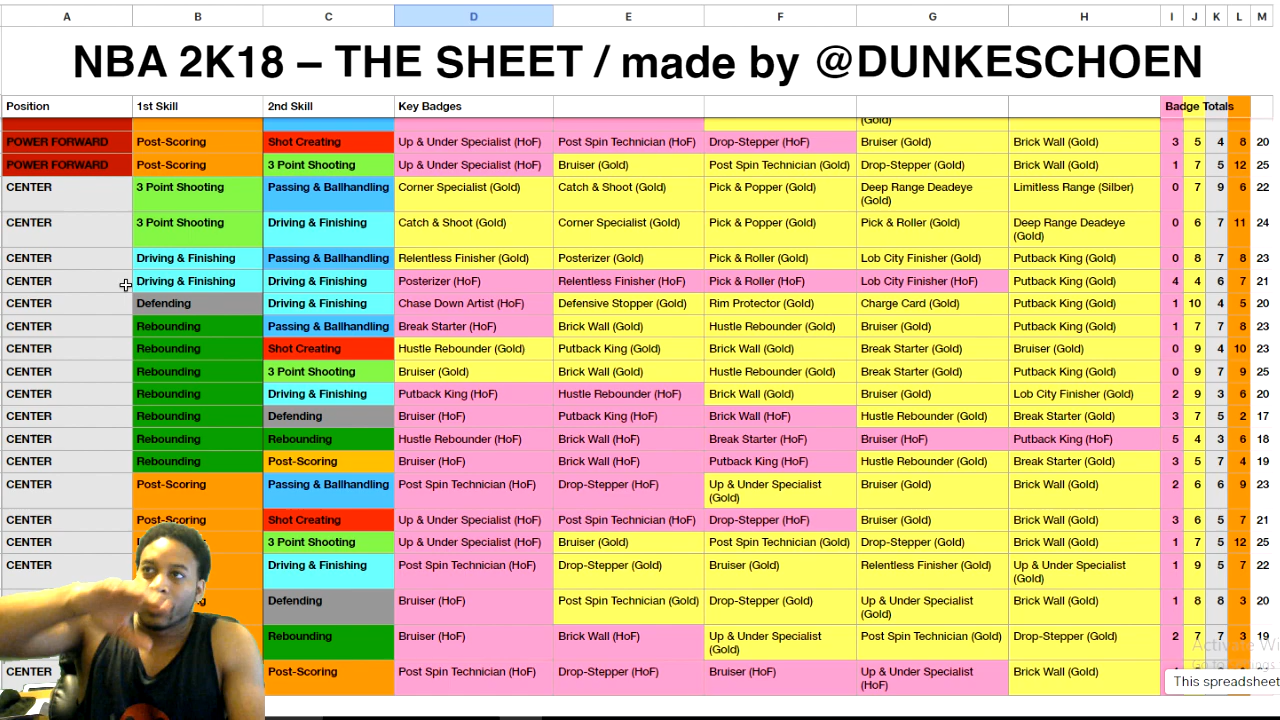 A B C D E F G H I J K L M
NBA 2K18 – THE SHEET / made by @DUNKESCHOEN
Position 1st Skill 2nd Skill Key Badges Badge Totals
(Gold)
POWER FORWARD Post-Scoring Shot Creating Up & Under Specialist (HoF) Post Spin Technician (HoF) Drop-Stepper (HoF) Bruiser (Gold) Brick Wall (Gold) 3 5 4 8 20
POWER FORWARD Post-Scoring 3 Point Shooting Up & Under Specialist (HoF) Bruiser (Gold) Post Spin Technician (Gold) Drop-Stepper (Gold) Brick Wall (Gold) 1 7 5 12 25
CENTER 3 Point Shooting Passing & Ballhandling Corner Specialist (Gold) Catch & Shoot (Gold) Pick & Popper (Gold) Deep Range Deadeye Limitless Range (Silber) 0 7 9 6 22
(Gold)
CENTER 3 Point Shooting Driving & Finishing Catch & Shoot (Gold) Corner Specialist (Gold) Pick & Popper (Gold) Pick & Roller (Gold) Deep Range Deadeye 0 6 7 11 24
(Gold)
CENTER Driving & Finishing Passing & Ballhandling Relentless Finisher (Gold) Posterizer (Gold) Pick & Roller (Gold) Lob City Finisher (Gold) Putback King (Gold) 0 8 7 8 23
CENTER Driving & Finishing Driving & Finishing Posterizer (HoF) Relentless Finisher (HoF) Pick & Roller (HoF) Lob City Finisher (HoF) Putback King (Gold) 4 4 6 7 21
CENTER Defending Driving & Finishing Chase Down Artist (HoF) Defensive Stopper (Gold) Rim Protector (Gold) Charge Card (Gold) Putback King (Gold) 1 10 4 5 20
CENTER Rebounding Passing & Ballhandling Break Starter (HoF) Brick Wall (Gold) Hustle Rebounder (Gold) Bruiser (Gold) Putback King (Gold) 1 7 7 8 23
CENTER Rebounding Shot Creating Hustle Rebounder (Gold) Putback King (Gold) Brick Wall (Gold) Break Starter (Gold) Bruiser (Gold) 0 9 4 10 23
CENTER Rebounding 3 Point Shooting Bruiser (Gold) Brick Wall (Gold) Hustle Rebounder (Gold) Bruiser (Gold) Putback King (Gold) 0 9 7 9 25
CENTER Rebounding Driving & Finishing Putback King (HoF) Hustle Rebounder (HoF) Brick Wall (Gold) Bruiser (Gold) Lob City Finisher (Gold) 2 9 3 6 20
CENTER Rebounding Defending Bruiser (HoF) Putback King (HoF) Brick Wall (HoF) Hustle Rebounder (Gold) Break Starter (Gold) 3 7 5 2 17
CENTER Rebounding Rebounding Hustle Rebounder (HoF) Brick Wall (HoF) Break Starter (HoF) Bruiser (HoF) Putback King (HoF) 5 4 3 6 18
CENTER Rebounding Post-Scoring Bruiser (HoF) Brick Wall (HoF) Putback King (HoF) Hustle Rebounder (Gold) Break Starter (Gold) 3 5 7 4 19
CENTER Post-Scoring Passing & Ballhandling Post Spin Technician (HoF) Drop-Stepper (HoF) Up & Under Specialist Bruiser (Gold) Brick Wall (Gold) 2 6 6 9 23
(Gold)
CENTER Post-Scoring Shot Creating Up & Under Specialist (HoF) Post Spin Technician (HoF) Drop-Stepper (HoF) Bruiser (Gold) Brick Wall (Gold) 3 6 5 7 21
CENTER 3 Point Shooting Up & Under Specialist (HoF) Bruiser (Gold) Post Spin Technician (Gold) Drop-Stepper (Gold) Brick Wall (Gold) 1 7 5 12 25
CENTER Driving & Finishing Post Spin Technician (HoF) Drop-Stepper (Gold) Bruiser (Gold) Relentless Finisher (Gold) Up & Under Specialist 1 9 5 7 22
(Gold)
Defending Bruiser (HoF) Post Spin Technician (Gold) Drop-Stepper (Gold) Up & Under Specialist Brick Wall (Gold) 1 8 8 3 20
(Gold)
Rebounding Bruiser (HoF) Brick Wall (HoF) Up & Under Specialist Post Spin Technician (Gold) Drop-Stepper (Gold) 2 7 7 3 19
(Gold)
CENTER Post-Scoring Post Spin Technician (HoF) Drop-Stepper (HoF) Bruiser (HoF) Up & Under Specialist Brick Wall (Gold)
(HoF)
This spreadsheet